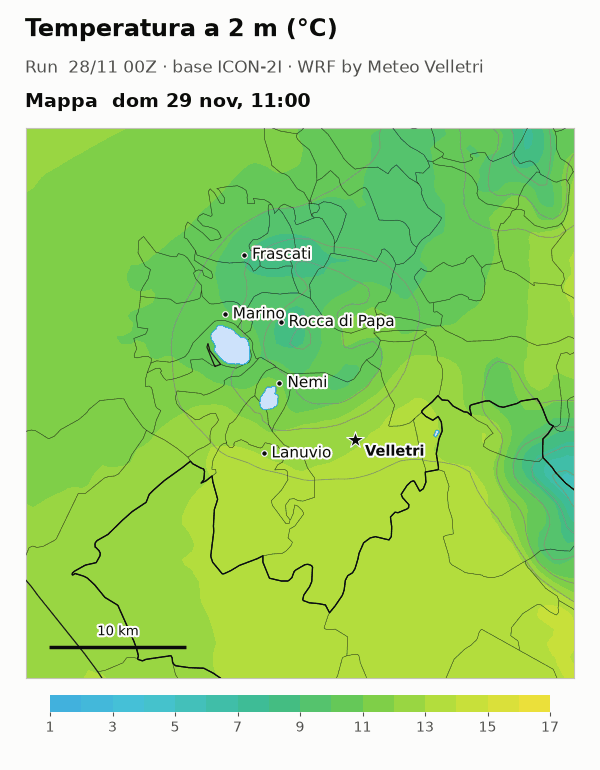 Temperatura a 2 m (°C)
Run  28/11 00Z · base ICON-2I · WRF by Meteo Velletri
Mappa  dom 29 nov, 11:00
Frascati
Marino
Rocca di Papa
Nemi
Velletri
Lanuvio
10 km
1 3 5 7 9 11 13 15 17